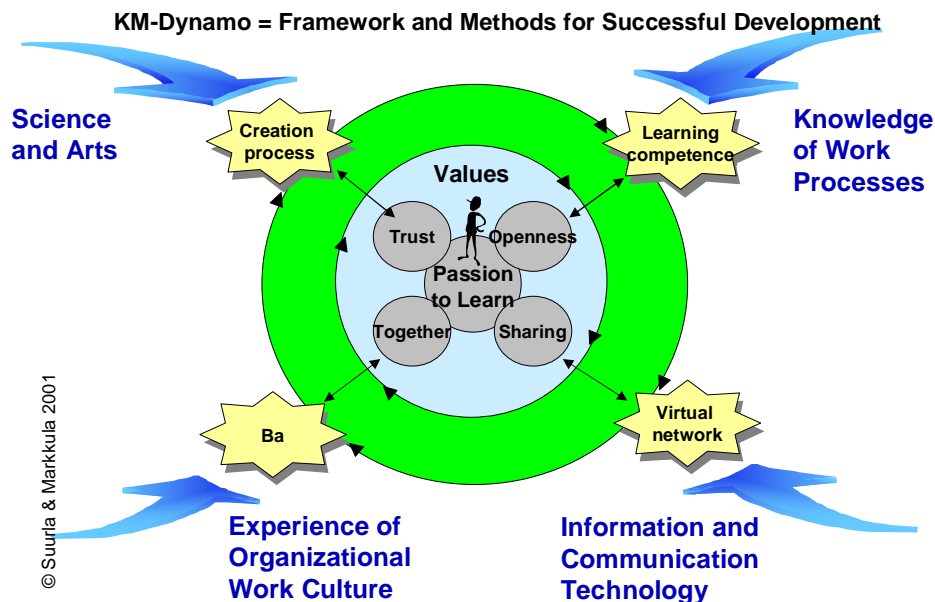 KM-Dynamo = Framework and Methods for Successful Development
Science
and Arts
Creation
process
Learning
competence
Knowledge
of Work
Processes
Values
Trust
Openness
Passion
to Learn
Together
Sharing
Ba
Virtual
network
Experience of
Organizational
Work Culture
Information and
Communication
Technology
© Suurla & Markkula 2001